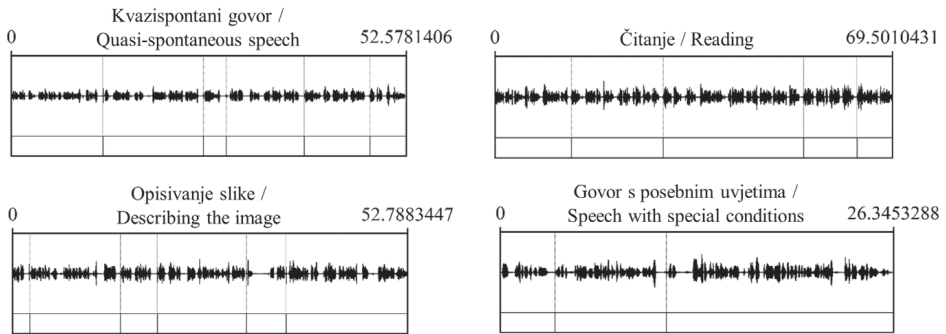 Kvazispontani govor /
0 Quasi-spontaneous speech 52.5781406
0 Čitanje / Reading 69.5010431
Opisivanje slike /
0 Describing the image 52.7883447
Govor s posebnim uvjetima /
0 Speech with special conditions 26.3453288